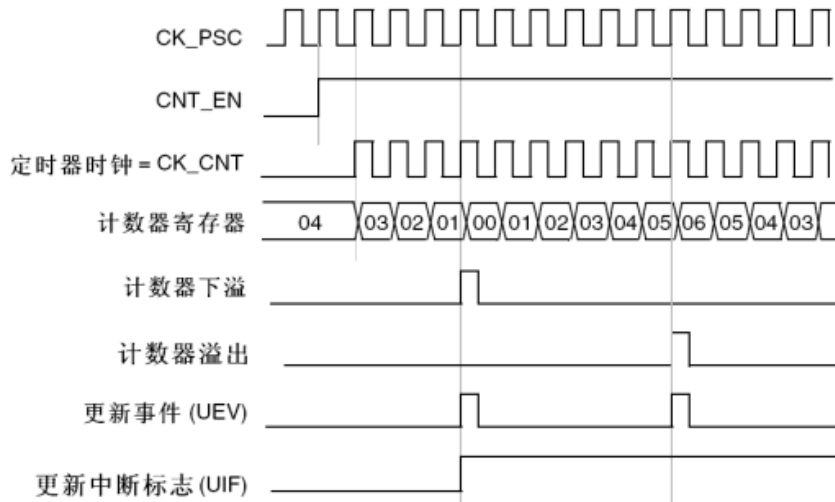 CK_PSC
CNT_EN
定时器时钟 = CK_CNT
计数器寄存器 04 03 02 01 00 01 02 03 04 05 06 05 04 03
计数器下溢
计数器溢出
更新事件 (UEV)
更新中断标志 (UIF)